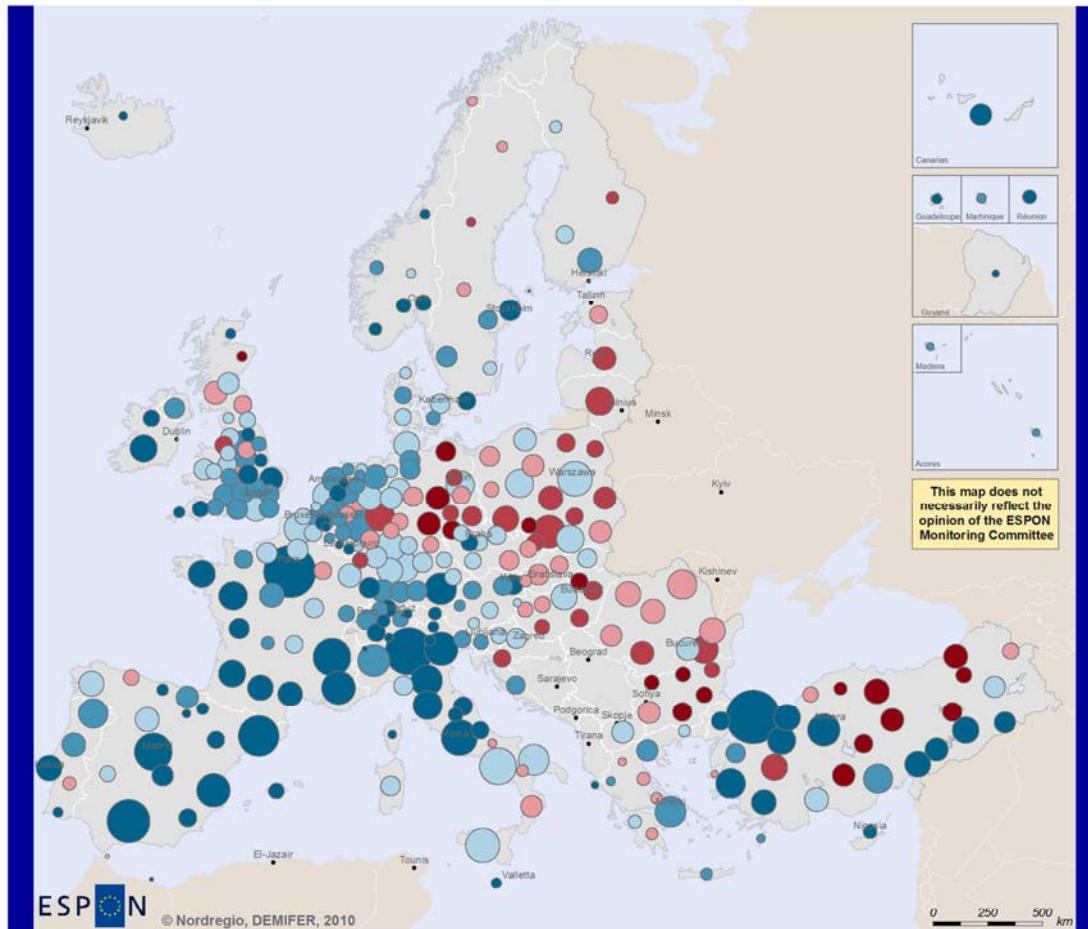 Reykjavik
Canarias
Guadeloupe
Martinique
Réunion
Helsinki
Tallinn
Stockholm
Guyane
Madeira
København
Vilnius
Minsk
Dublin
Acores
Warszawa
This map does not
necessarily reflect the
opinion of the ESPON
Monitoring Committee
Kyiv
Kishinev
Bratislava
Ljubljana
Zagreb
Beograd
Sarajevo
Sofiya
Podgorica
Skopje
Tirana
Roma
Madrid
Ankara
Nicosia
El-Jazair
Tounis
Valletta
ESPON
© Nordregio, DEMIFER, 2010
0 250 500
km